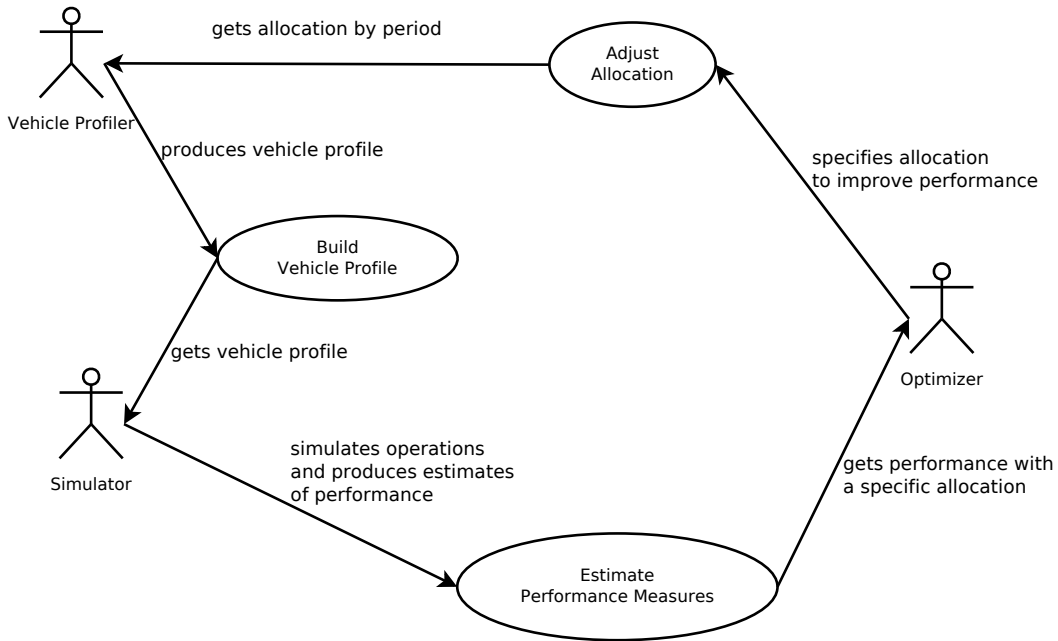 gets allocation by period
Adjust
Allocation
Vehicle Profiler
produces vehicle profile
specifies allocation
to improve performance
Build
Vehicle Profile
gets vehicle profile
Optimizer
simulates operations
and produces estimates
of performance
Simulator
gets performance with
a specific allocation
Estimate
Performance Measures